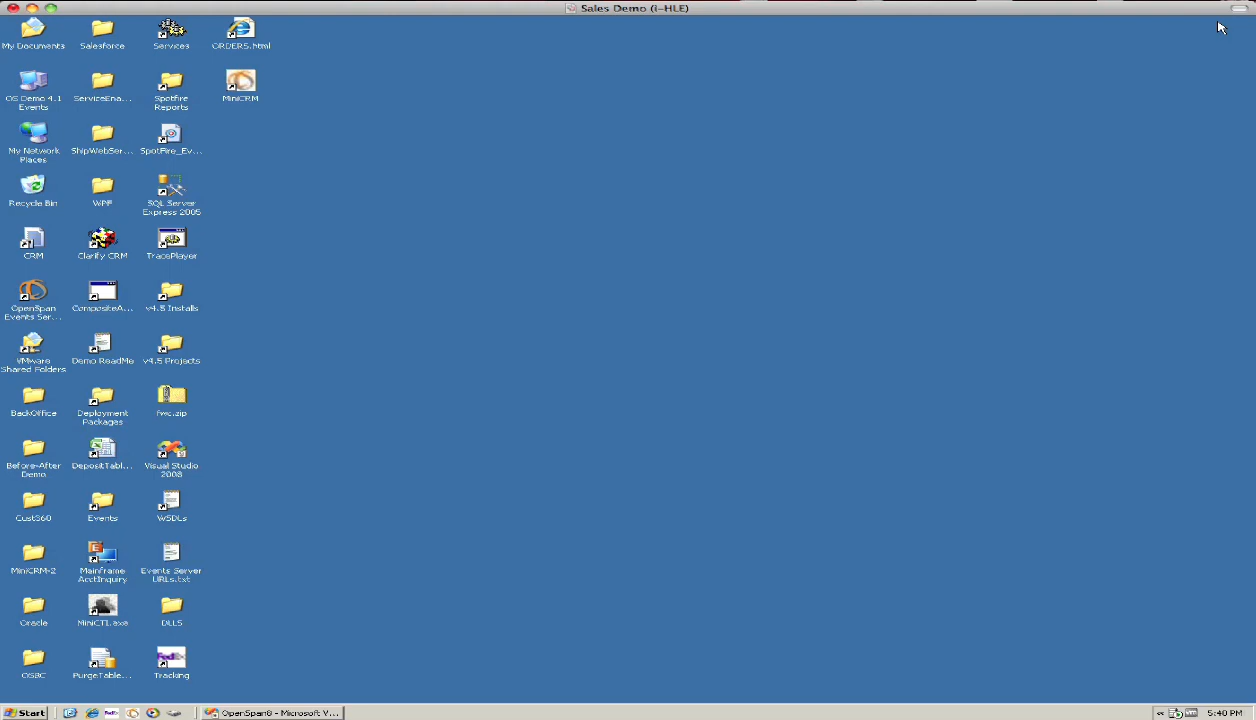 Sales Demo (i-HLE)
My Documents
Salesforce
Services
ORDERS.html
OS Demo 4.1
Events
ServiceEna...
Spotfire
Reports
MiniCRM
My Network
Places
ShipWebSer...
SpotFire_Ev...
Recycle Bin
WPF
SQL Server
Express 2005
CRM
Clarify CRM
TracePlayer
OpenSpan
Events Ser...
CompositeA...
v4.5 Installs
VMware
Shared Folders
Demo ReadMe
v4.5 Projects
BackOffice
Deployment
Packages
fwc.zip
Before-After
Demo
DepositTabl...
Visual Studio
2008
Cust360
Events
WSDLs
MiniCRM-2
Mainframe
AcctInquiry
Events Server
URLs.txt
Oracle
MiniCTI.exe
DLLS
OSBC
PurgeTable...
FedEx
Tracking
Start
FedEx
OpenSpan8 - Microsoft V...
«
5:40 PM